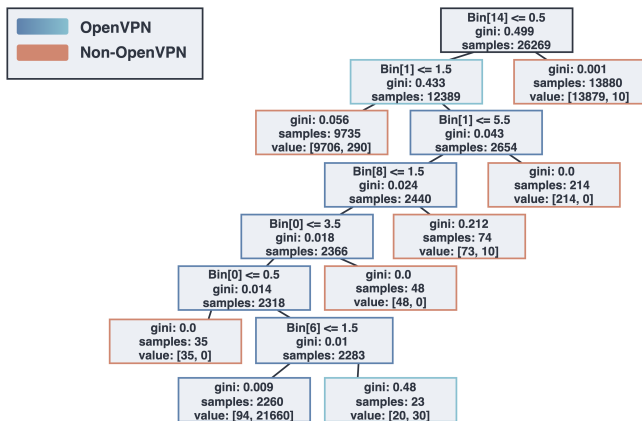 OpenVPN
Non-OpenVPN
Bin[14] <= 0.5
gini: 0.499
samples: 26269
Bin[1] <= 1.5
gini: 0.433
samples: 12389
gini: 0.001
samples: 13880
value: [13879, 10]
gini: 0.056
samples: 9735
value: [9706, 290]
Bin[1] <= 5.5
gini: 0.043
samples: 2654
Bin[8] <= 1.5
gini: 0.024
samples: 2440
gini: 0.0
samples: 214
value: [214, 0]
Bin[0] <= 3.5
gini: 0.018
samples: 2366
gini: 0.212
samples: 74
value: [73, 10]
Bin[0] <= 0.5
gini: 0.014
samples: 2318
gini: 0.0
samples: 48
value: [48, 0]
gini: 0.0
samples: 35
value: [35, 0]
Bin[6] <= 1.5
gini: 0.01
samples: 2283
gini: 0.009
samples: 2260
value: [94, 21660]
gini: 0.48
samples: 23
value: [20, 30]